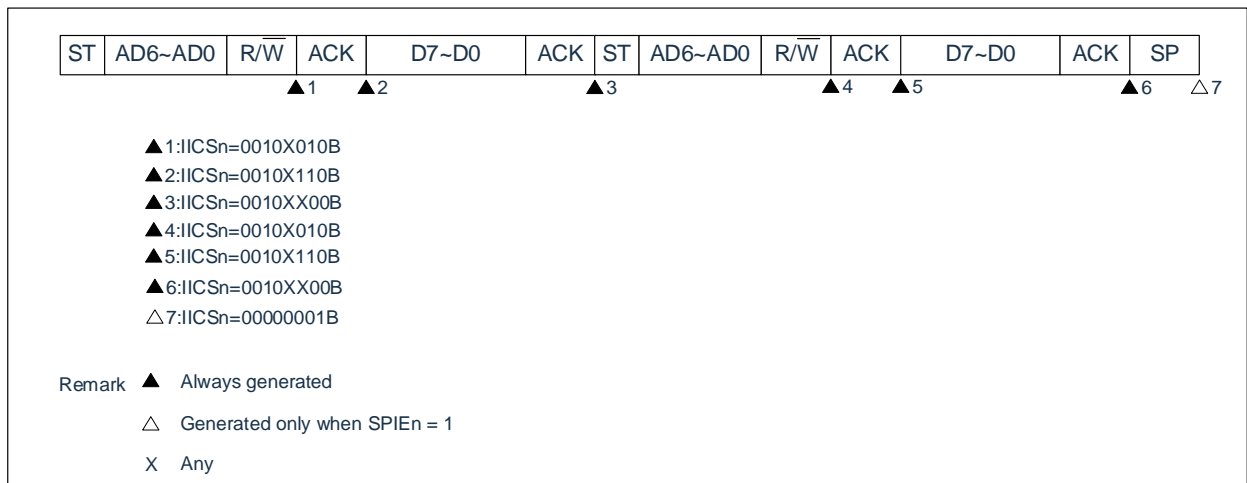 ST AD6~AD0 R/W ACK D7~D0 ACK ST AD6~AD0 R/W ACK D7~D0 ACK SP
▲1 ▲2 ▲3 ▲4 ▲5 ▲6 △7
▲1:IICSn=0010X010B
▲2:IICSn=0010X110B
▲3:IICSn=0010XX00B
▲4:IICSn=0010X010B
▲5:IICSn=0010X110B
▲6:IICSn=0010XX00B
△7:IICSn=00000001B
Remark ▲ Always generated
△ Generated only when SPIEn = 1
X Any